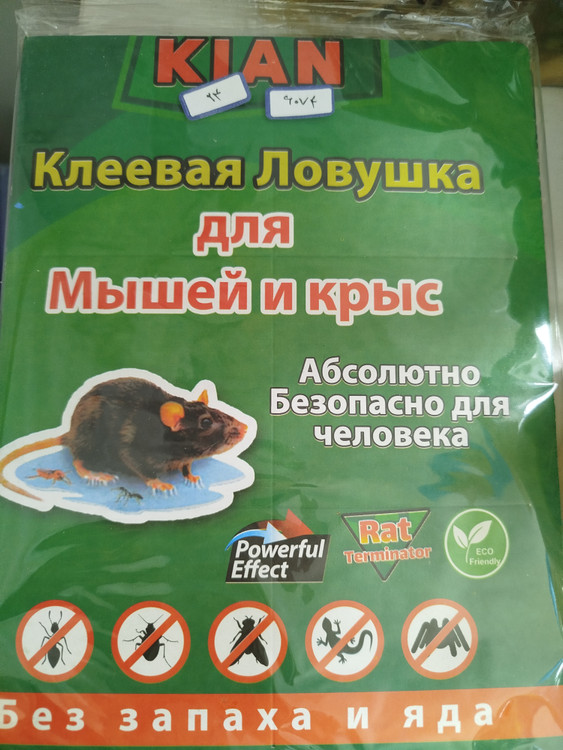 KIAN
۹۴
۹۰۷۴
Клеевая Ловушка
для
Мышей и крыс
Абсолютно
Безопасно для
человека
Powerful
Effect
Rat
Terminator
ECO
Friendly
Без запаха и яда